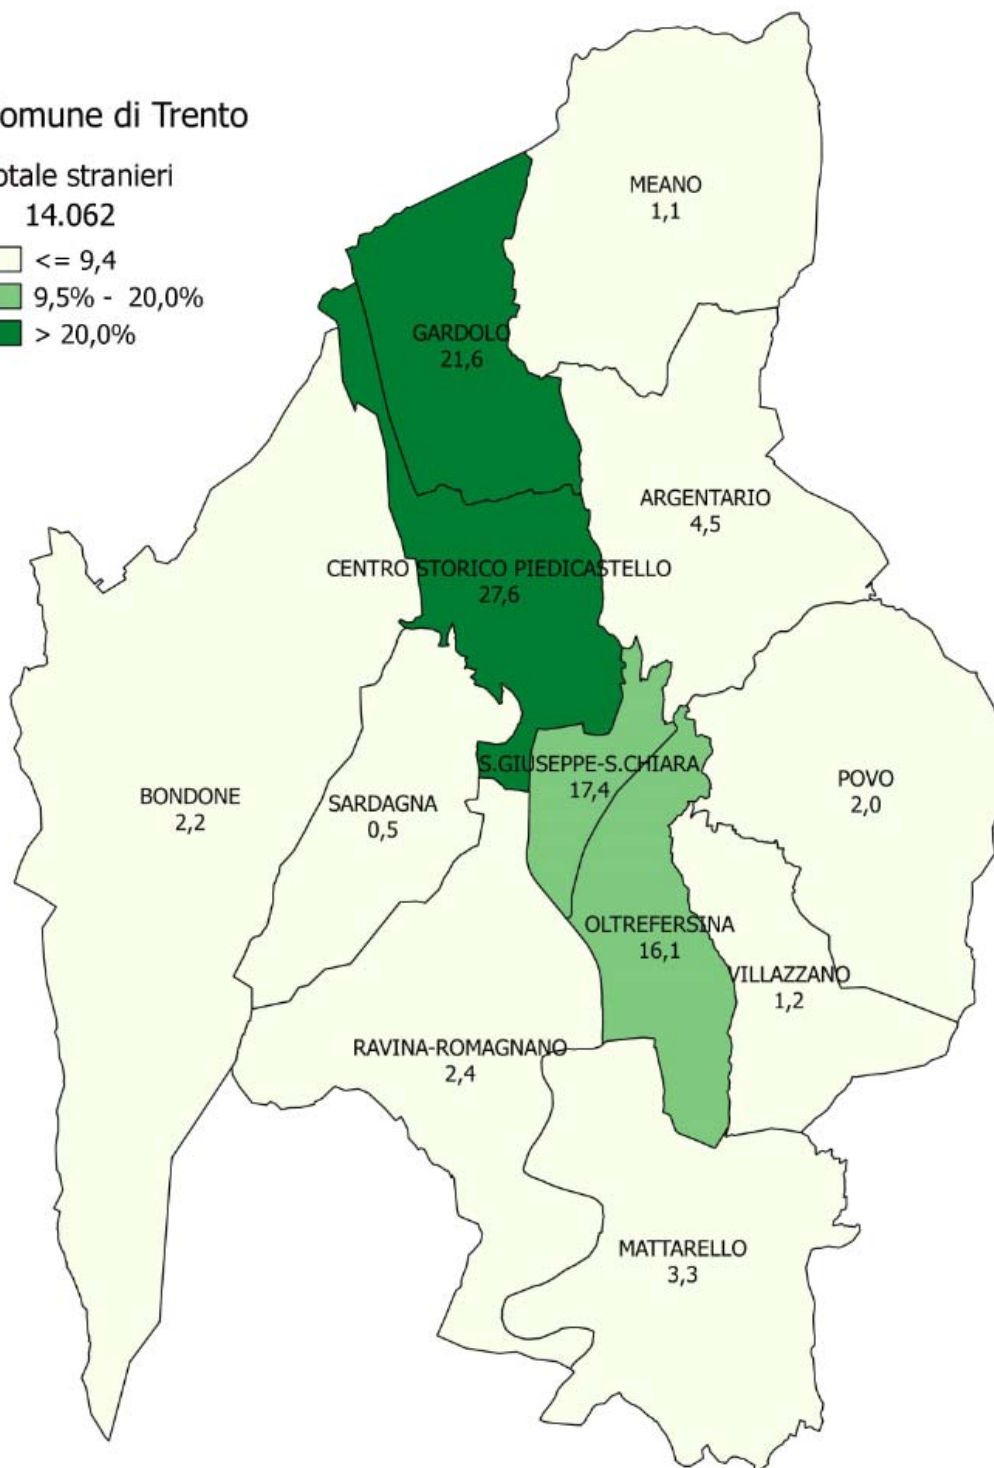 omune di Trento
otale stranieri
14.062
<= 9,4
9,5% - 20,0%
> 20,0%
MEANO
1,1
GARDOLO
21,6
ARGENTARIO
4,5
CENTRO STORICO PIEDICASTELLO
27,6
S.GIUSEPPE-S.CHIARA
17,4
BONDONE
2,2
SARDAGNA
0,5
POVO
2,0
OLTREFERSINA
16,1
VILLAZZANO
1,2
RAVINA-ROMAGNANO
2,4
MATTARELLO
3,3